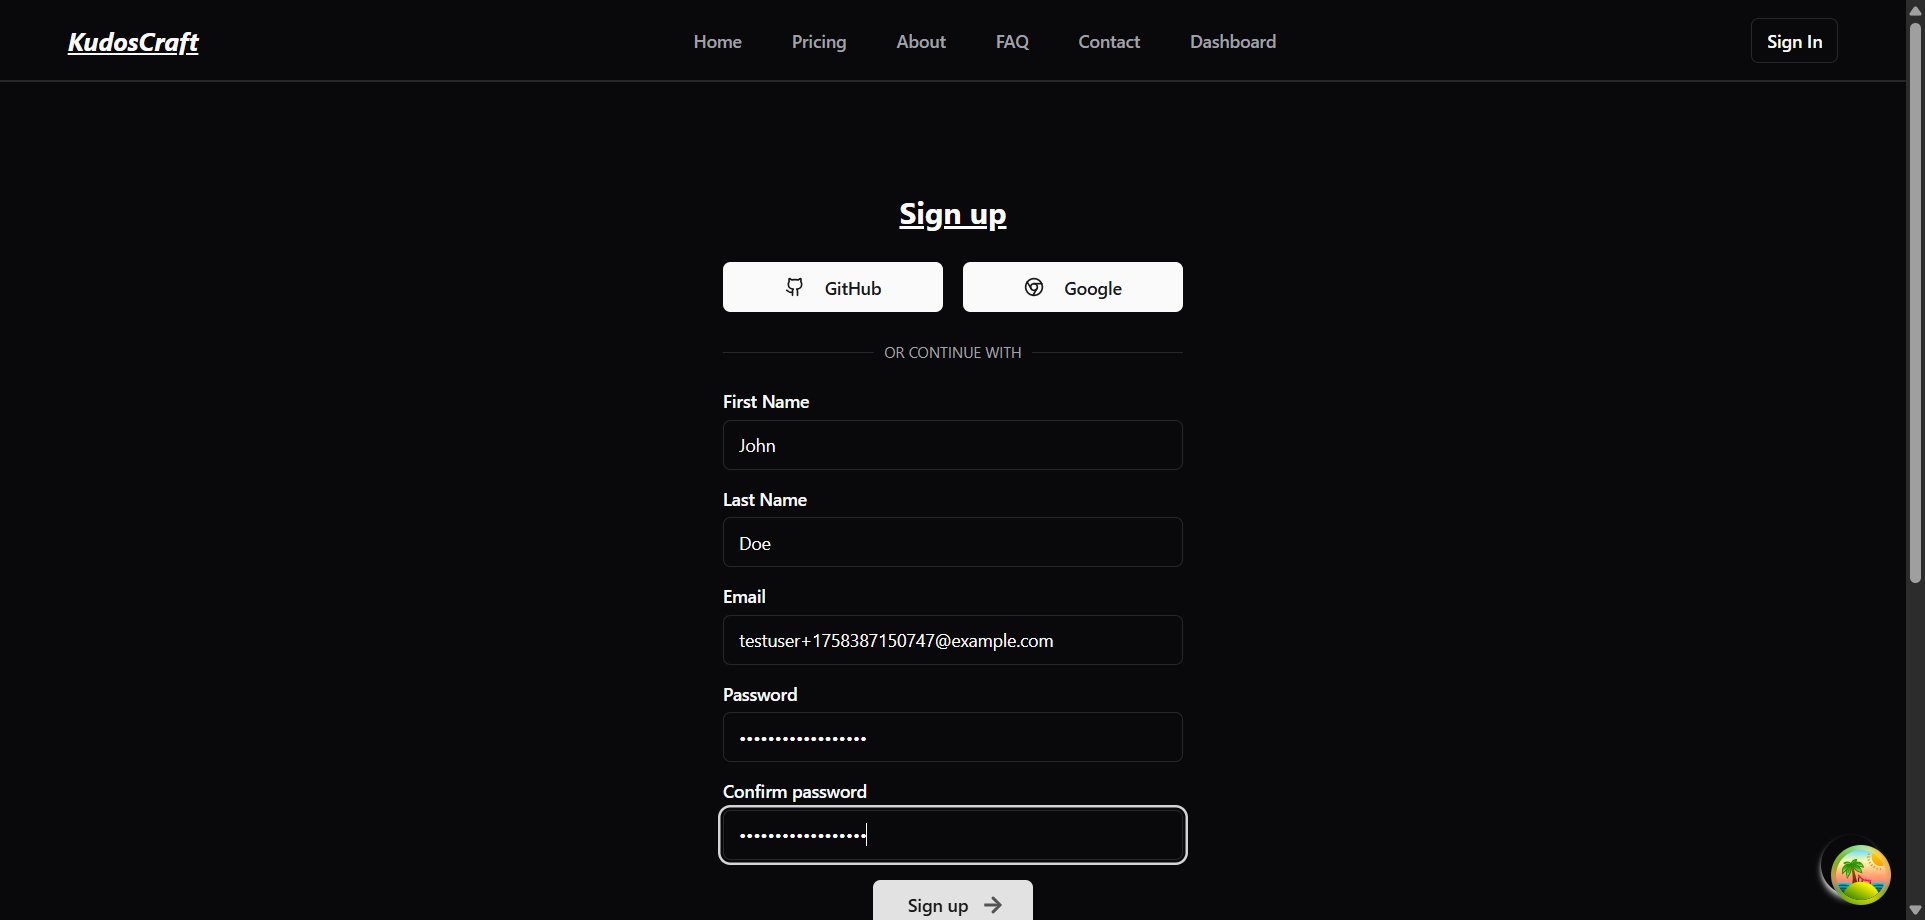 KudosCraft
Home Pricing About FAQ Contact Dashboard
Sign In
Sign up
GitHub Google
OR CONTINUE WITH
First Name
John
Last Name
Doe
Email
testuser+1758387150747@example.com
Password
••••••••••••••••••
Confirm password
••••••••••••••••••
Sign up